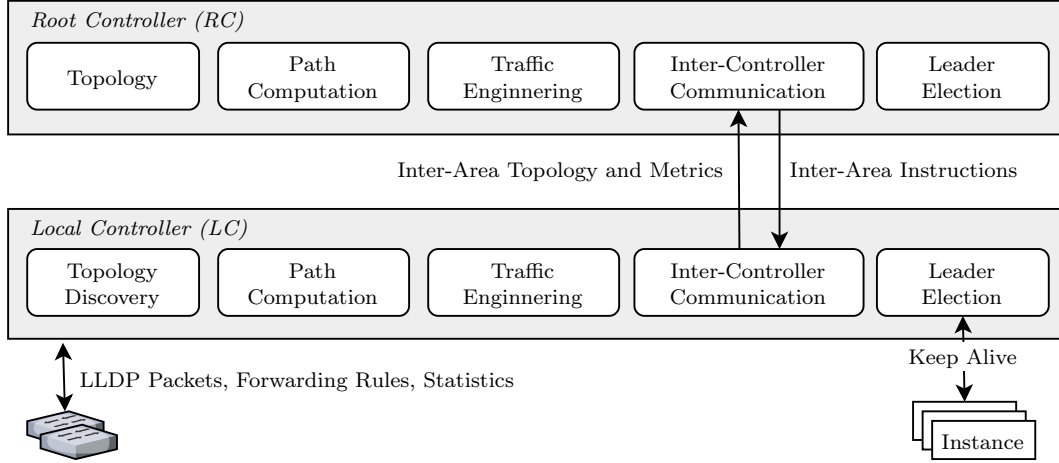 Root Controller (RC)
Topology
Path
Computation
Traffic
Enginnering
Inter-Controller
Communication
Leader
Election
Inter-Area Topology and Metrics
Inter-Area Instructions
Local Controller (LC)
Topology
Discovery
Path
Computation
Traffic
Enginnering
Inter-Controller
Communication
Leader
Election
Keep Alive
LLDP Packets, Forwarding Rules, Statistics
Instance